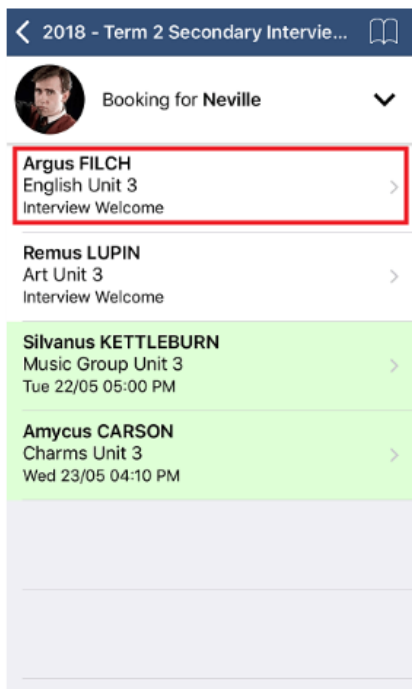 2018 - Term 2 Secondary Intervie...
Booking for Neville
Argus FILCH
English Unit 3
Interview Welcome
Remus LUPIN
Art Unit 3
Interview Welcome
Silvanus KETTLEBURN
Music Group Unit 3
Tue 22/05 05:00 PM
Amycus CARSON
Charms Unit 3
Wed 23/05 04:10 PM